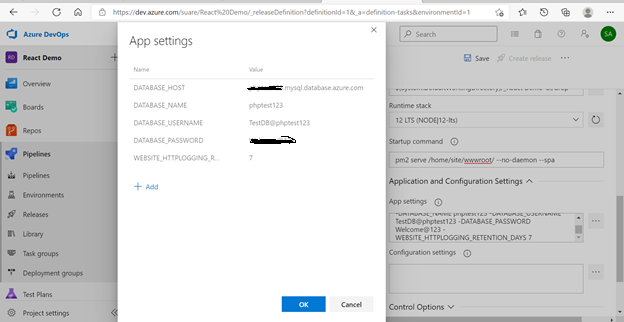 https://dev.azure.com/suare/React%20Demo/_releaseDefinition?definitionId=1&_a=definition-tasks&environmentId=1
Azure DevOps
Search
SA
RD React Demo
Overview
Boards
Repos
Pipelines
Pipelines
Environments
Releases
Library
Task groups
Deployment groups
Test Plans
Project settings
App settings
Name Value
DATABASE_HOST mysql.database.azure.com
DATABASE_NAME phptest123
DATABASE_USERNAME TestDB@phptest123
DATABASE_PASSWORD
WEBSITE_HTTPLOGGING_R... 7
+ Add
OK Cancel
Save Create release
Runtime stack
12 LTS (NODE|12-lts)
Startup command
pm2 serve /home/site/wwwroot/ --no-daemon --spa
Application and Configuration Settings
App settings
-DATABASE_NAME phptest123 -DATABASE_USERNAME
TestDB@phptest123 -DATABASE_PASSWORD
Welcome@123 -
WEBSITE_HTTPLOGGING_RETENTION_DAYS 7
Configuration settings
Control Options